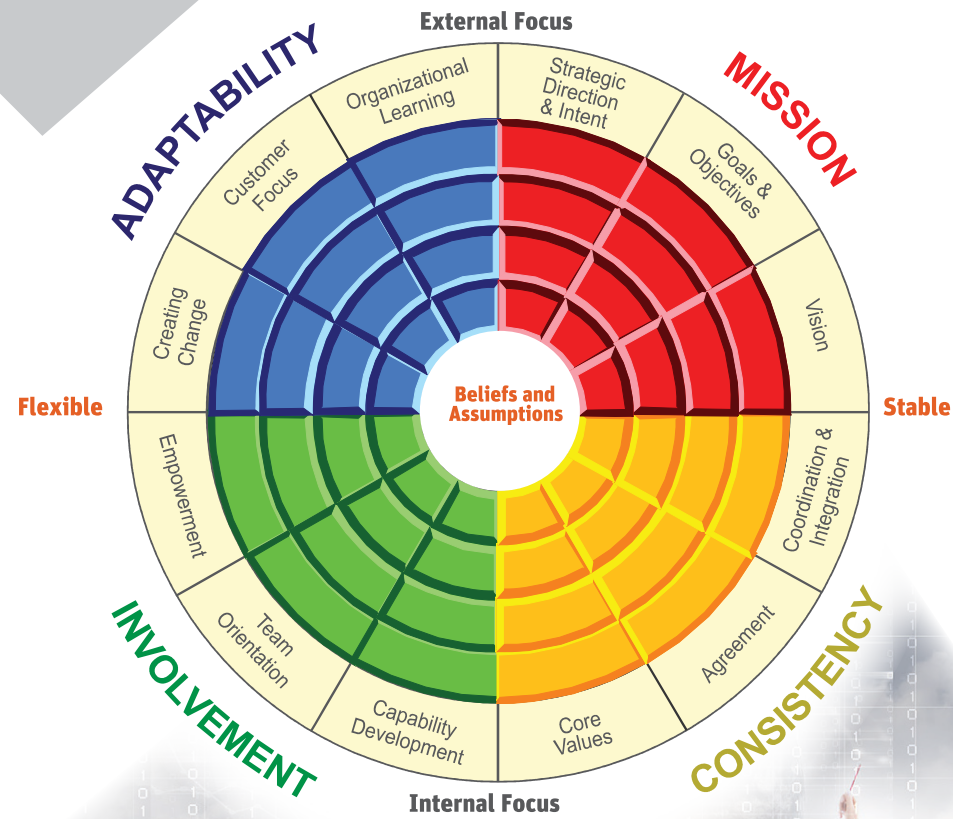 External Focus
ADAPTABILITY
MISSION
Organizational
Learning
Strategic
Direction
& Intent
Customer
Focus
Goals &
Objectives
Creating
Change
Vision
Flexible
Beliefs and
Assumptions
Stable
Empowerment
Coordination &
Integration
Team
Orientation
Agreement
Capability
Development
Core
Values
INVOLVEMENT
CONSISTENCY
Internal Focus